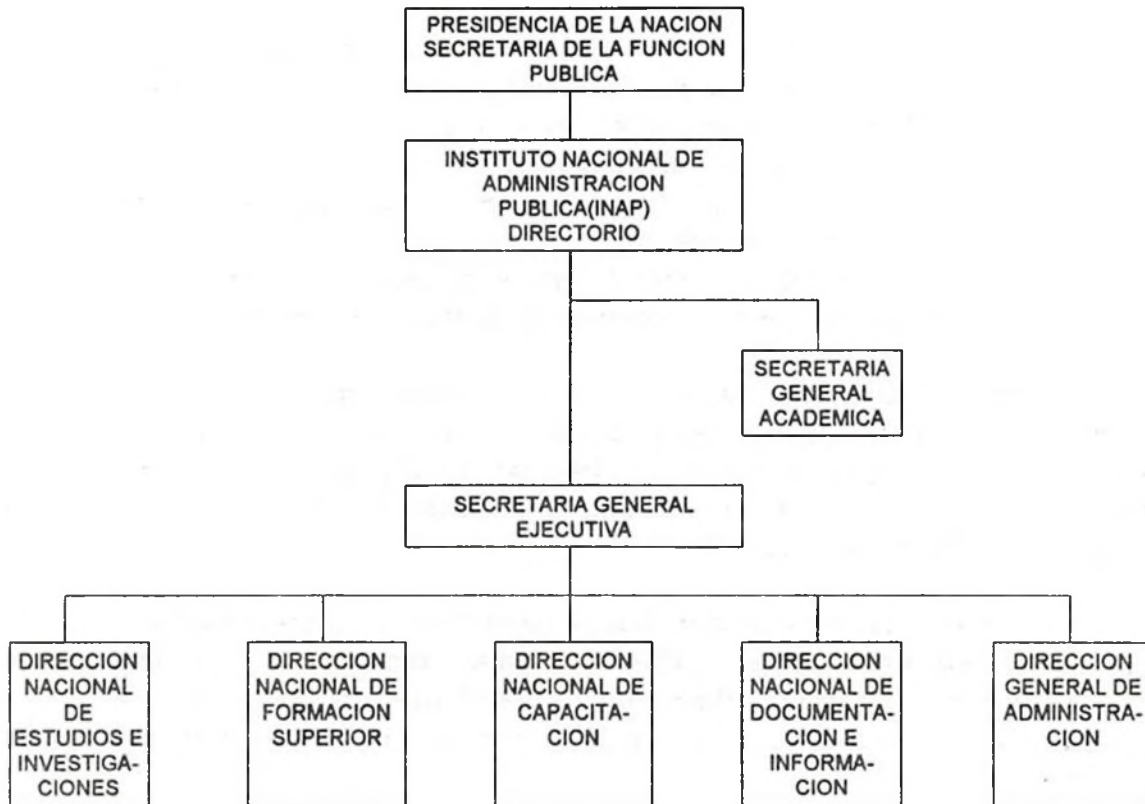 PRESIDENCIA DE LA NACION
SECRETARIA DE LA FUNCION
PUBLICA
INSTITUTO NACIONAL DE
ADMINISTRACION
PUBLICA(INAP)
DIRECTORIO
SECRETARIA
GENERAL
ACADEMICA
SECRETARIA GENERAL
EJECUTIVA
DIRECCION
NACIONAL
DE
ESTUDIOS E
INVESTIGA-
CIONES
DIRECCION
NACIONAL DE
FORMACION
SUPERIOR
DIRECCION
NACIONAL DE
CAPACITA-
CION
DIRECCION
NACIONAL DE
DOCUMENTA-
CION E
INFORMA-
CION
DIRECCION
GENERAL DE
ADMINISTRA-
CION